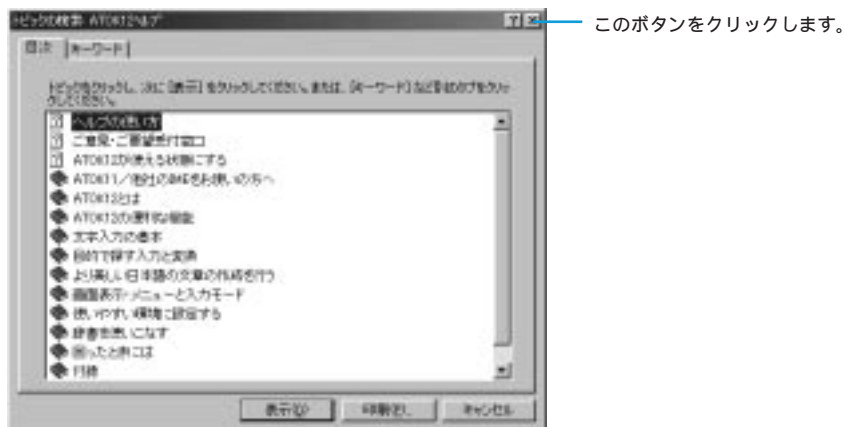 トピックの検索: ATOK12ヘルプ
このボタンをクリックします。
目次 キーワード
トピックをクリックし、次に [表示] をクリックしてください。または、[キーワード] など別のタブをクリッ
クしてください。
ヘルプの使い方
ご意見・ご要望受付窓口
ATOK12が使える状態にする
ATOK11/他社のIMEをお使いの方へ
ATOK12とは
ATOK12の便利な機能
文字入力の基本
目的で探す入力と変換
より美しい日本語の文章の作成を行う
画面表示・メニューと入力モード
使いやすい環境に設定する
辞書を思いにこなす
困ったときには
付録
表示(D) 印刷(P)... キャンセル